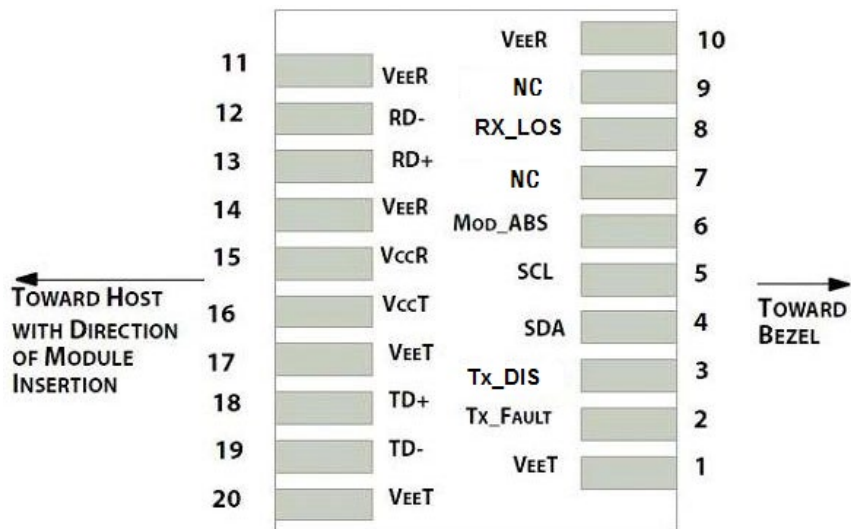 11 VEER
12 RD-
13 RD+
14 VEER
15 VCCR
16 VCCT
17 VEET
18 TD+
19 TD-
20 VEET
VEER 10
NC 9
RX_LOS 8
NC 7
MOD_ABS 6
SCL 5
SDA 4
TX_DIS 3
TX_FAULT 2
VEET 1
TOWARD HOST
WITH DIRECTION
OF MODULE
INSERTION
TOWARD
BEZEL